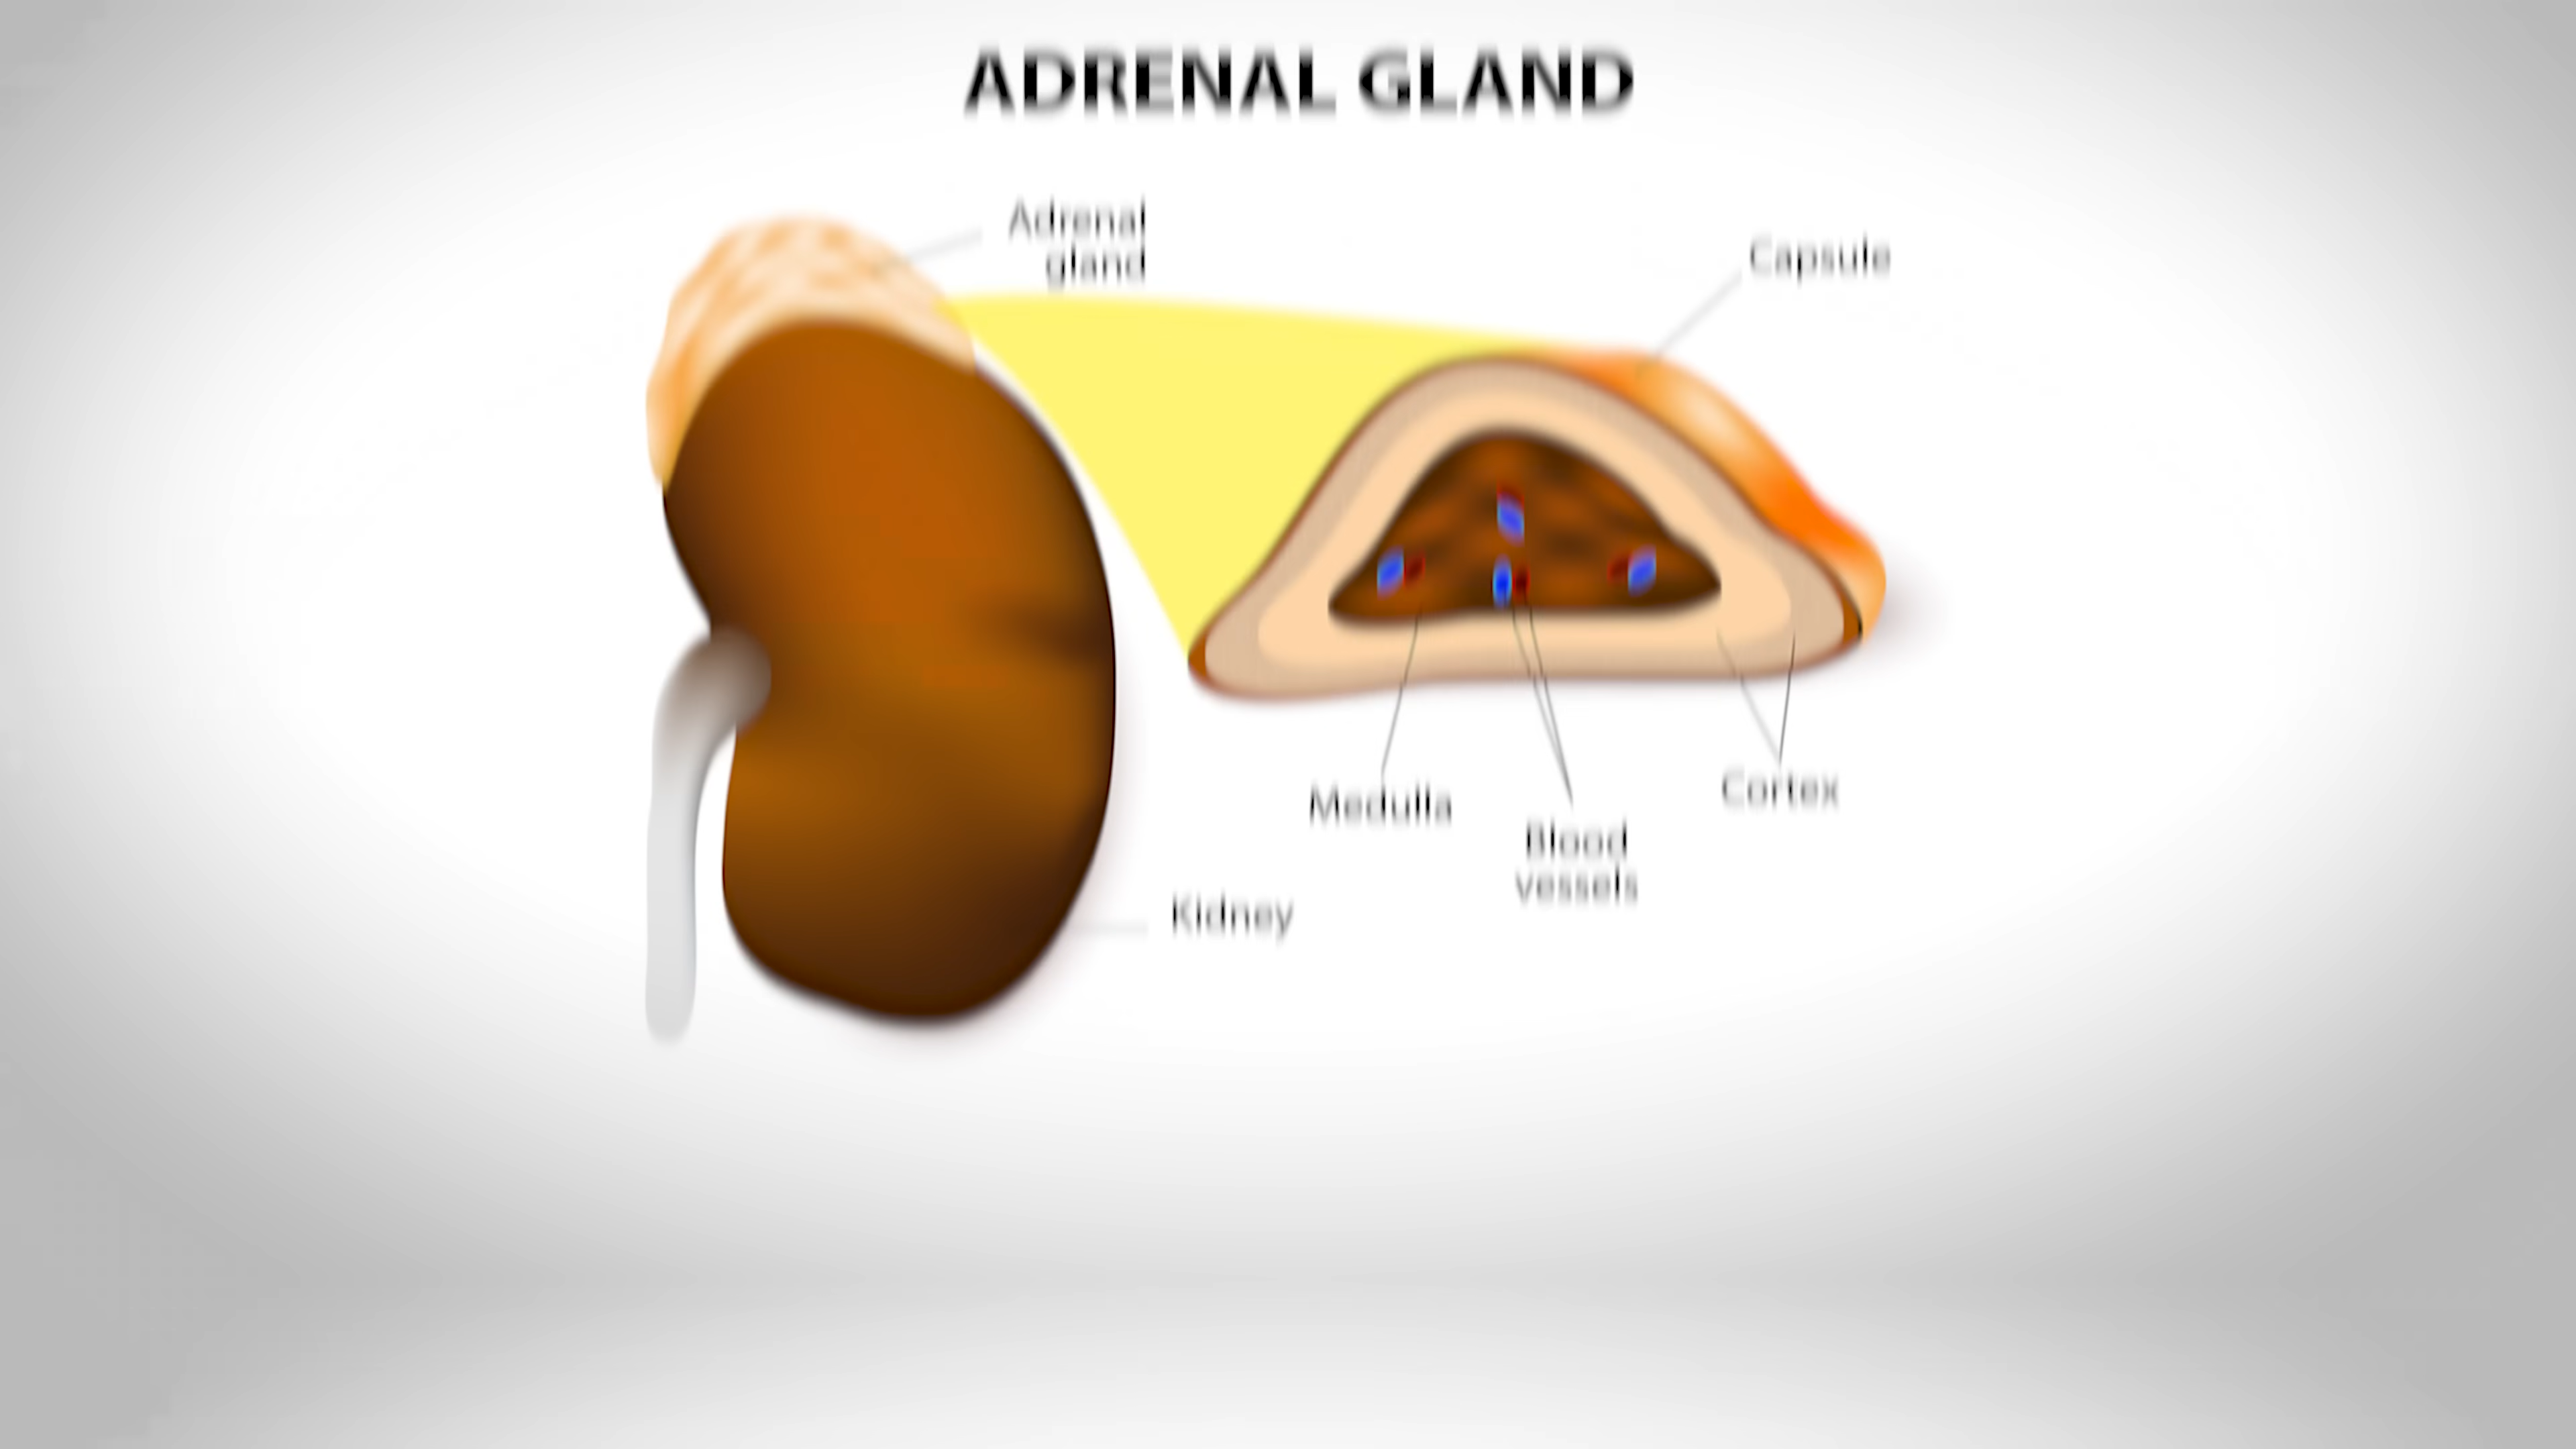 ADRENAL GLAND
Adrenal
gland
Capsule
Medulla
Blood
vessels
Cortex
Kidney